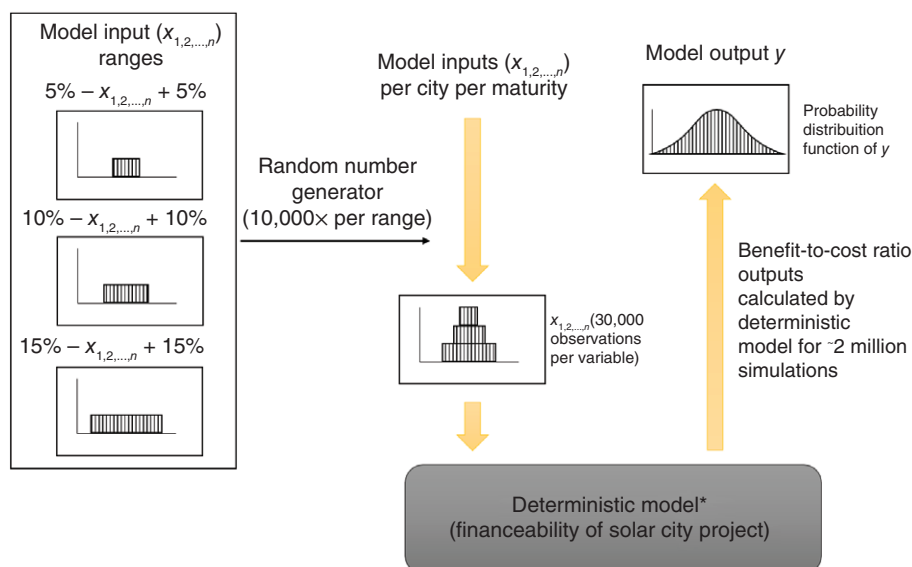 Model input (x1,2,...,n)
ranges
5% – x1,2,...,n + 5%
10% – x1,2,...,n + 10%
15% – x1,2,...,n + 15%
Random number
generator
(10,000× per range)
Model inputs (x1,2,...,n)
per city per maturity
x1,2,...,n(30,000
observations
per variable)
Deterministic model*
(financeability of solar city project)
Model output y
Probability
distribuition
function of y
Benefit-to-cost ratio
outputs
calculated by
deterministic
model for ~2 million
simulations